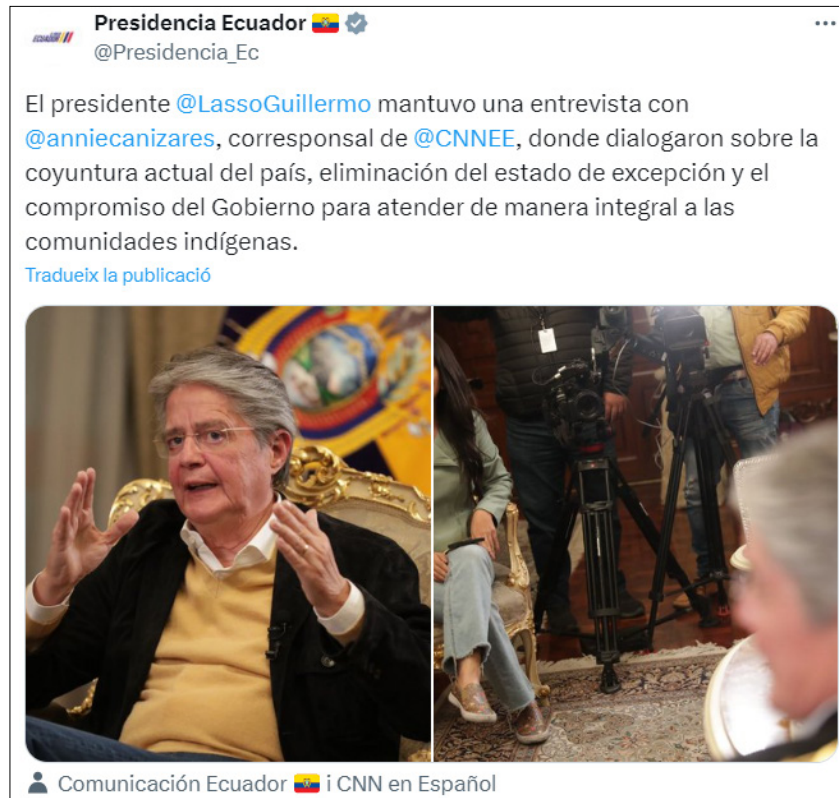 Presidencia Ecuador
ECUADOR
@Presidencia_Ec
El presidente @LassoGuillermo mantuvo una entrevista con
@anniecanizares, corresponsal de @CNNEE, donde dialogaron sobre la
coyuntura actual del país, eliminación del estado de excepción y el
compromiso del Gobierno para atender de manera integral a las
comunidades indígenas.
Tradueix la publicació
Comunicación Ecuador i CNN en Español